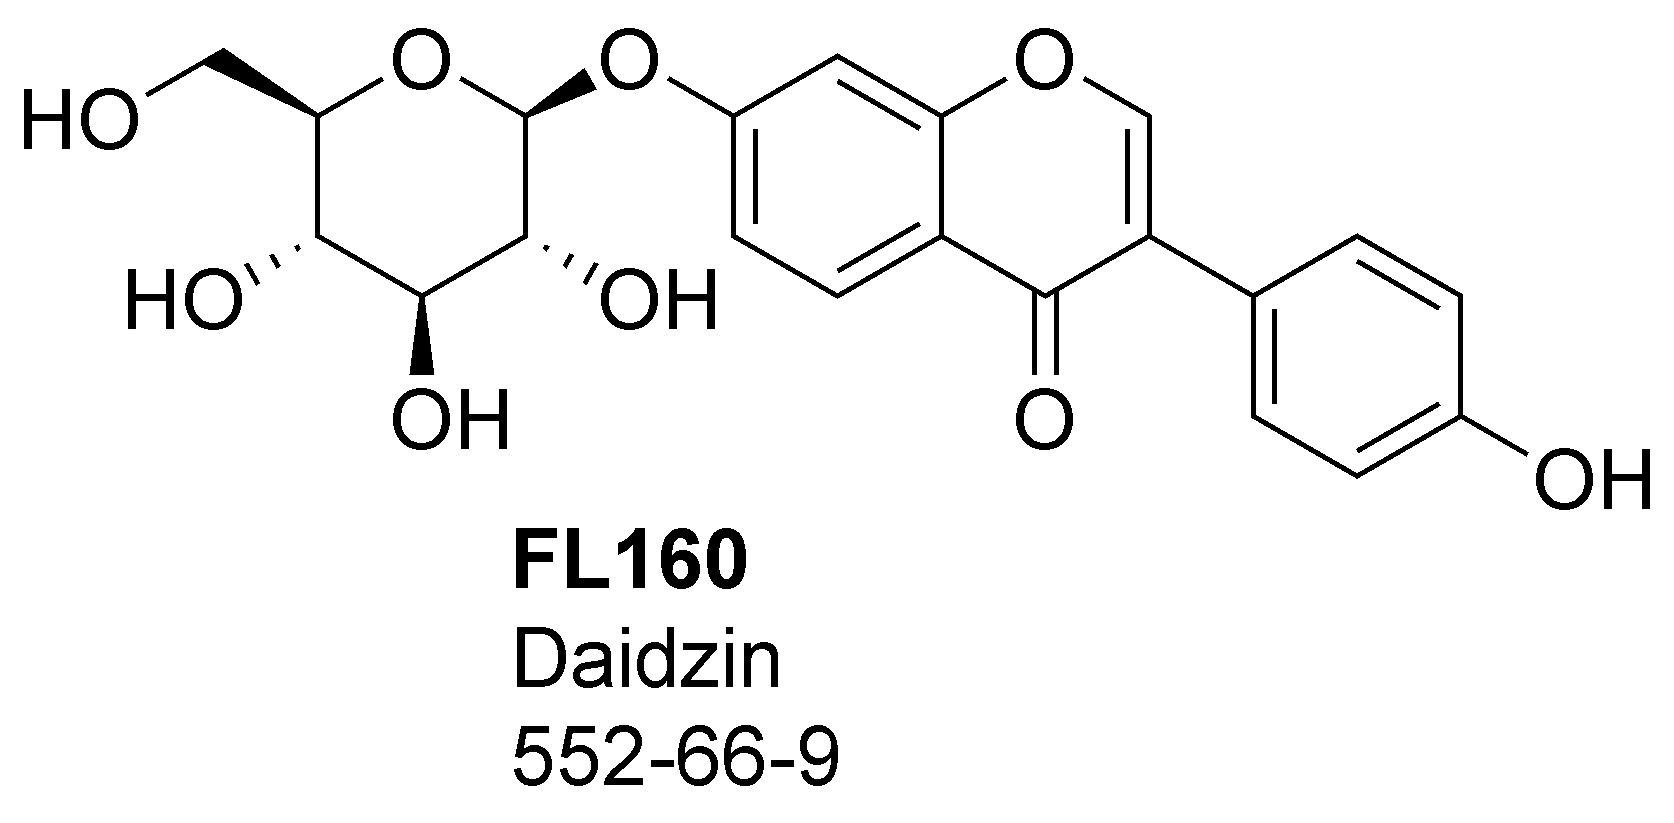 O O O
HO
HO OH
OH O
OH
FL160
Daidzin
552-66-9